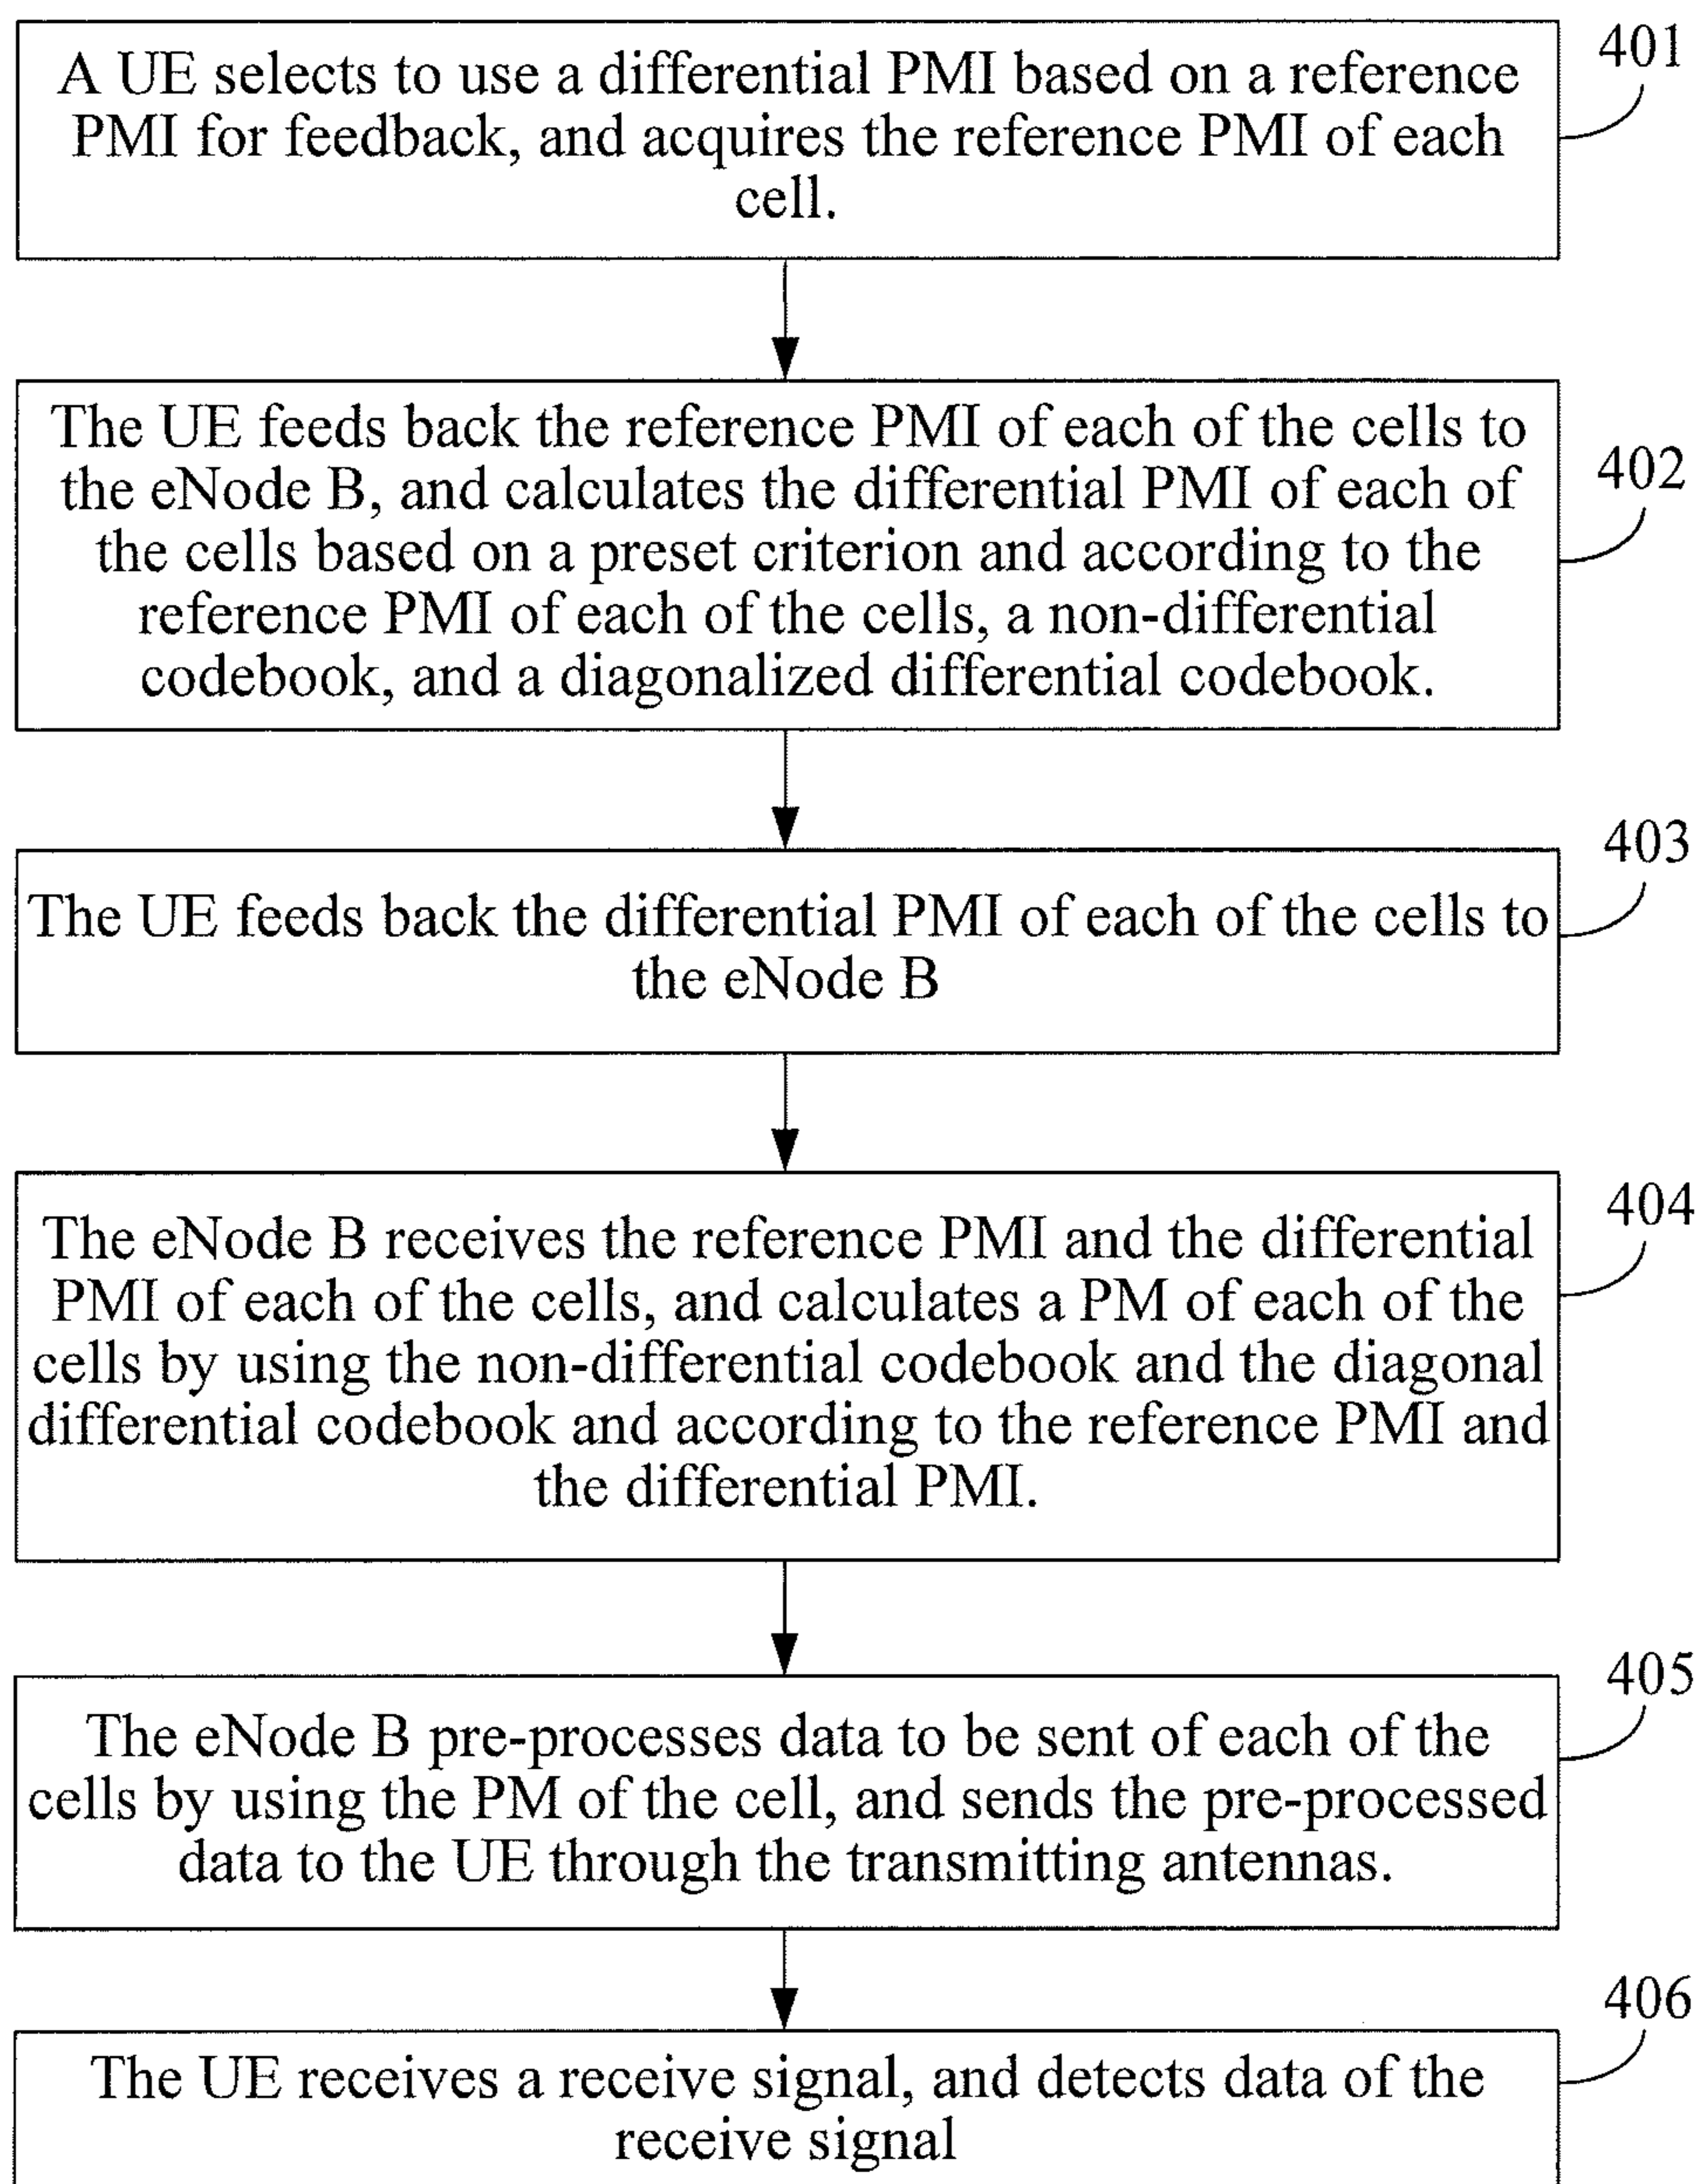 A UE selects to use a differential PMI based on a reference
PMI for feedback, and acquires the reference PMI of each
cell.
401
The UE feeds back the reference PMI of each of the cells to
the eNode B, and calculates the differential PMI of each of
the cells based on a preset criterion and according to the
reference PMI of each of the cells, a non-differential
codebook, and a diagonalized differential codebook.
402
The UE feeds back the differential PMI of each of the cells to
the eNode B
403
The eNode B receives the reference PMI and the differential
PMI of each of the cells, and calculates a PM of each of the
cells by using the non-differential codebook and the diagonal
differential codebook and according to the reference PMI and
the differential PMI.
404
The eNode B pre-processes data to be sent of each of the
cells by using the PM of the cell, and sends the pre-processed
data to the UE through the transmitting antennas.
405
The UE receives a receive signal, and detects data of the
receive signal
406